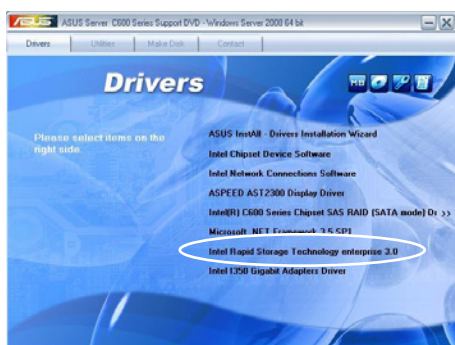 ASUS ASUS Server C600 Series Support DVD - Windows Server 2008 64 bit
Drivers Utilities Make Disk Contact
Drivers
MB
Please select items on the
right side.
ASUS InstAll - Drivers Installation Wizard
Intel Chipset Device Software
Intel Network Connections Software
ASPEED AST2300 Display Driver
Intel(R) C600 Series Chipset SAS RAID (SATA mode) Dr >>
Microsoft .NET Framework 3.5 SP1
Intel Rapid Storage Technology enterprise 3.0
Intel I350 Gigabit Adapters Driver